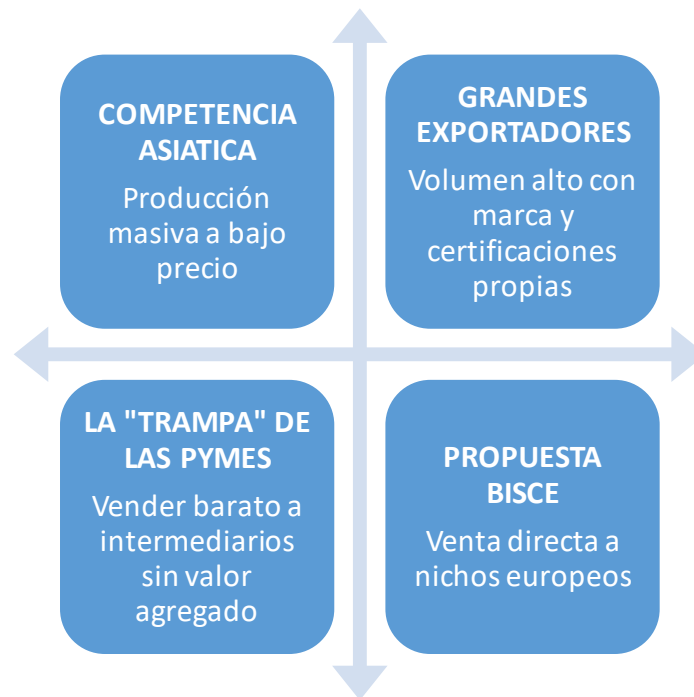 COMPETENCIA
ASIATICA
Producción
masiva a bajo
precio
GRANDES
EXPORTADORES
Volumen alto con
marca y
certificaciones
propias
LA "TRAMPA" DE
LAS PYMES
Vender barato a
intermediarios
sin valor
agregado
PROPUESTA
BISCE
Venta directa a
nichos europeos